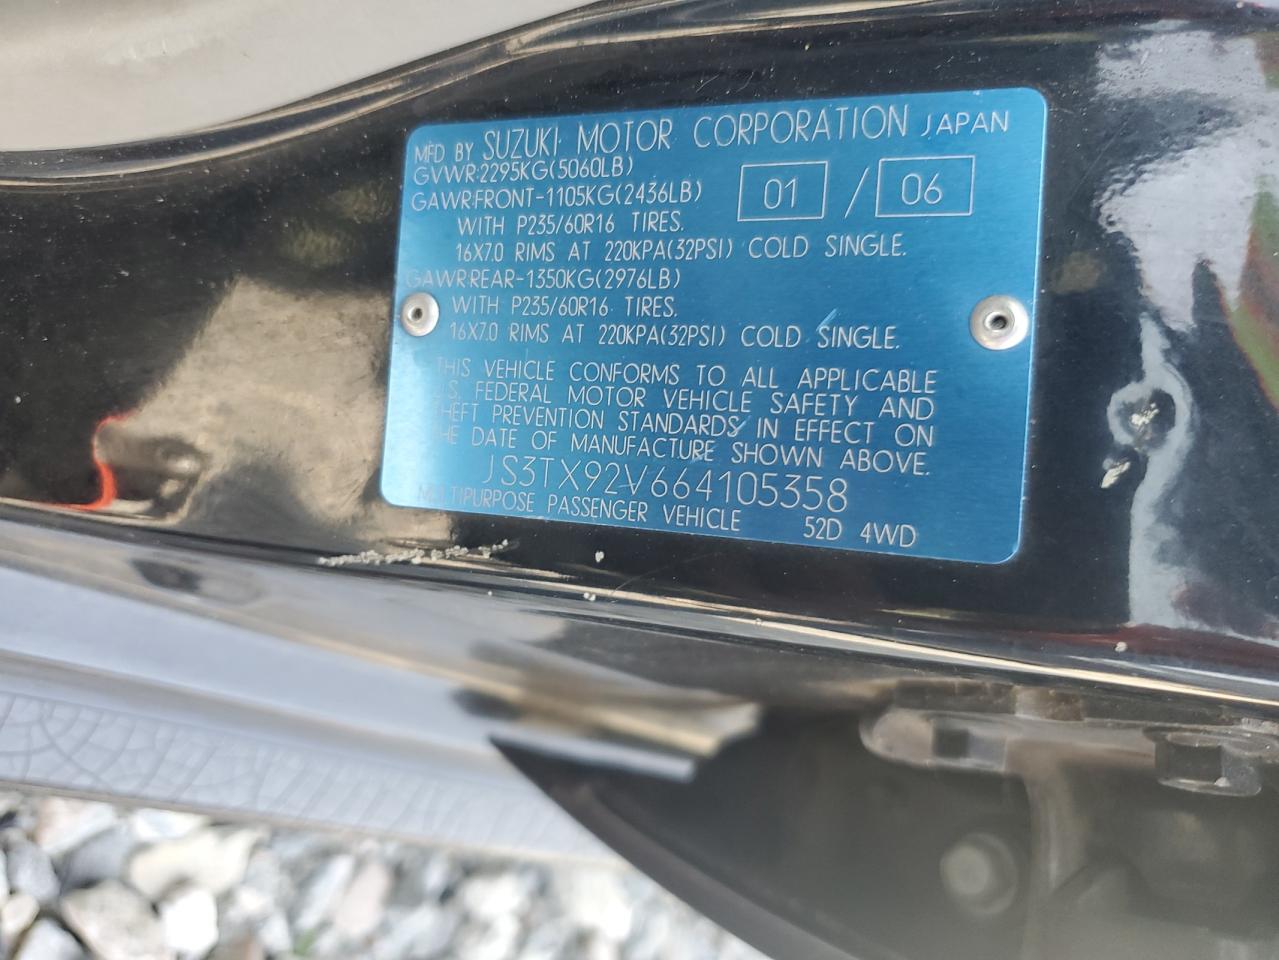 MFD BY SUZUKI MOTOR CORPORATION JAPAN
GVWR:2295KG(5060LB)
01 / 06
GAWR:FRONT-1105KG(2436LB)
WITH P235/60R16 TIRES.
16X7.0 RIMS AT 220KPA(32PSI) COLD SINGLE.
GAWR:REAR-1350KG(2976LB)
WITH P235/60R16 TIRES.
16X7.0 RIMS AT 220KPA(32PSI) COLD SINGLE.
THIS VEHICLE CONFORMS TO ALL APPLICABLE
U.S. FEDERAL MOTOR VEHICLE SAFETY AND
THEFT PREVENTION STANDARDS IN EFFECT ON
THE DATE OF MANUFACTURE SHOWN ABOVE.
JS3TX92V664105358
MULTIPURPOSE PASSENGER VEHICLE 52D 4WD